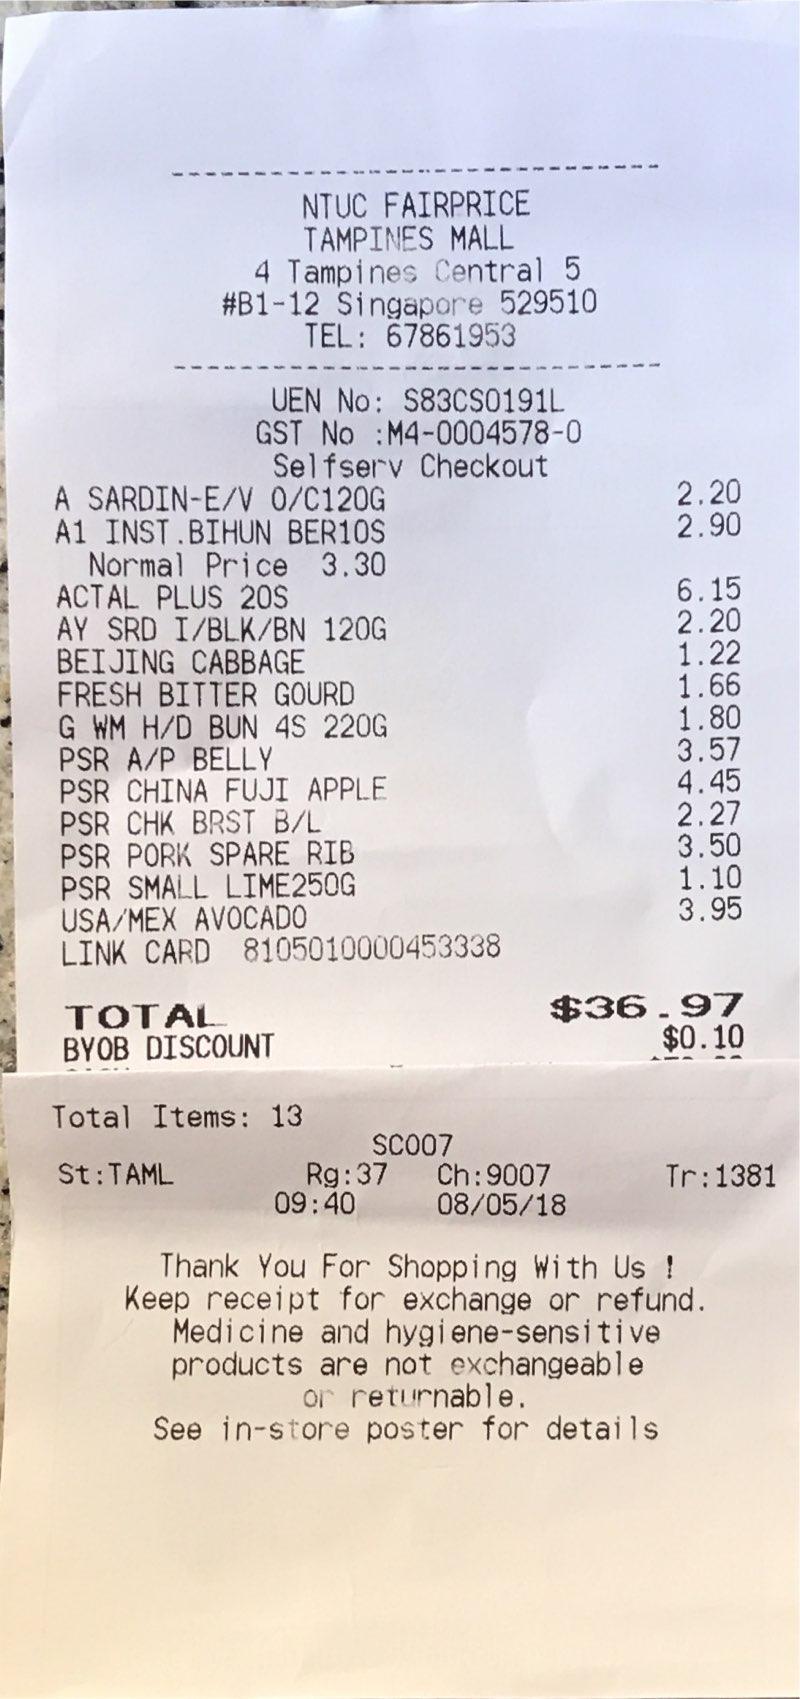 NTUC FAIRPRICE
TAMPINES MALL
4 Tampines Central 5
#B1-12 Singapore 529510
TEL: 67861953
UEN No: S83CS0191L
GST No :M4-0004578-0
Selfserv Checkout
A SARDIN-E/V O/C120G 2.20
A1 INST.BIHUN BER10S 2.90
Normal Price 3.30
ACTAL PLUS 20S 6.15
AY SRD I/BLK/BN 120G 2.20
BEIJING CABBAGE 1.22
FRESH BITTER GOURD 1.66
G WM H/D BUN 4S 220G 1.80
PSR A/P BELLY 3.57
PSR CHINA FUJI APPLE 4.45
PSR CHK BRST B/L 2.27
PSR PORK SPARE RIB 3.50
PSR SMALL LIME250G 1.10
USA/MEX AVOCADO 3.95
LINK CARD 8105010000453338
TOTAL $36.97
BYOB DISCOUNT $0.10
Total Items: 13
SC007
St:TAML Rg:37 Ch:9007 Tr:1381
09:40 08/05/18
Thank You For Shopping With Us !
Keep receipt for exchange or refund.
Medicine and hygiene-sensitive
products are not exchangeable
or returnable.
See in-store poster for details